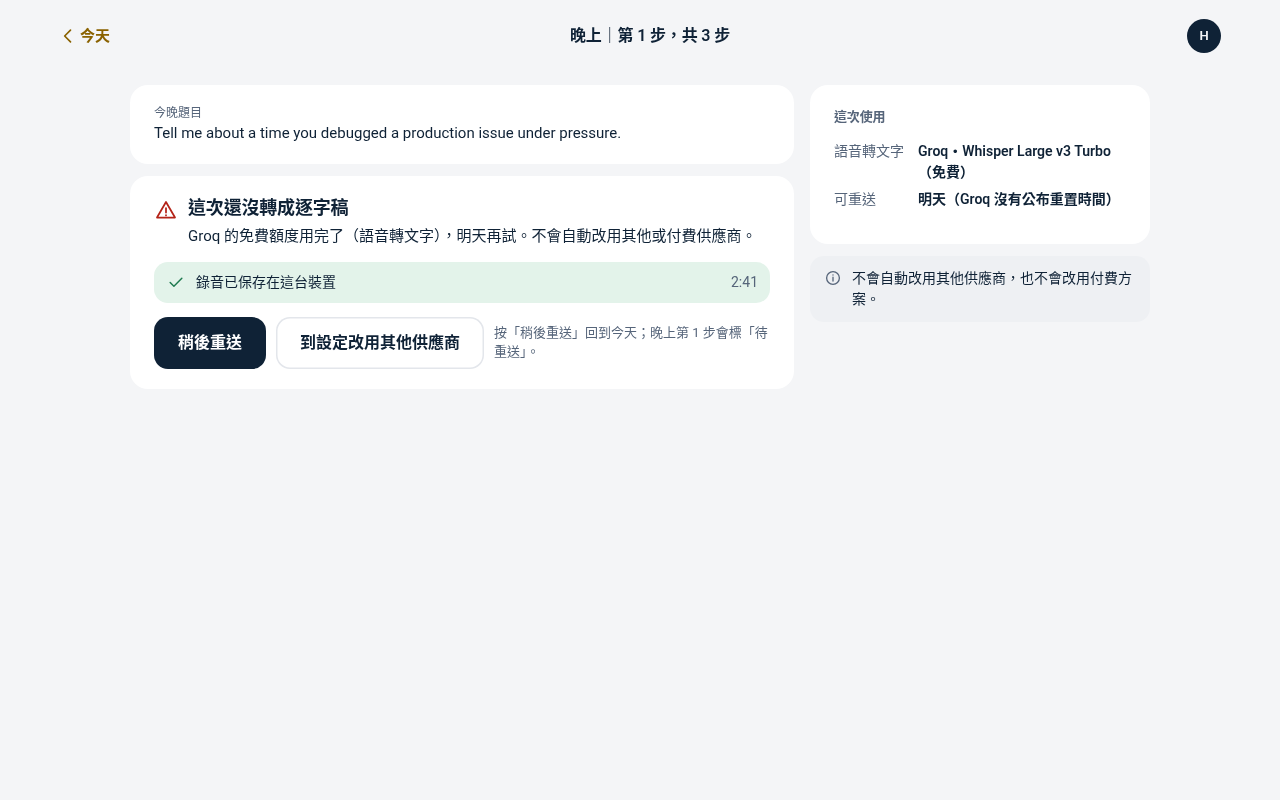 今天
晚上｜第 1 步，共 3 步
H
今晚題目
Tell me about a time you debugged a production issue under pressure.
這次還沒轉成逐字稿
Groq 的免費額度用完了（語音轉文字），明天再試。不會自動改用其他或付費供應商。
錄音已保存在這台裝置
2:41
稍後重送
到設定改用其他供應商
按「稍後重送」回到今天；晚上第 1 步會標「待
重送」。
這次使用
語音轉文字
Groq・Whisper Large v3 Turbo
（免費）
可重送
明天（Groq 沒有公布重置時間）
不會自動改用其他供應商，也不會改用付費方
案。